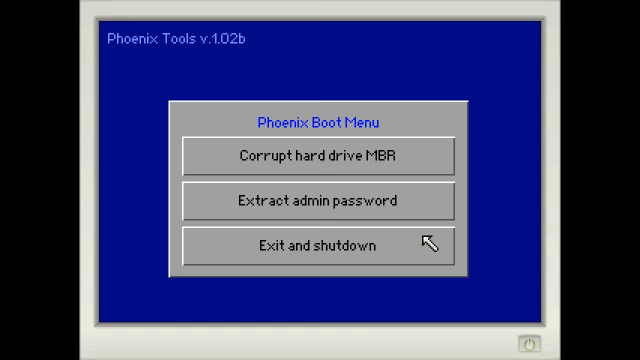 Phoenix Tools v.1.02b
Phoenix Boot Menu
Corrupt hard drive MBR
Extract admin password
Exit and shutdown